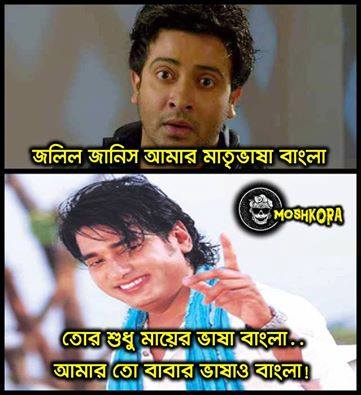 জলিল জানিস আমার মাতৃভাষা বাংলা
MOSHKORA
তোর শুধু মায়ের ভাষা বাংলা..
আমার তো বাবার ভাষাও বাংলা!